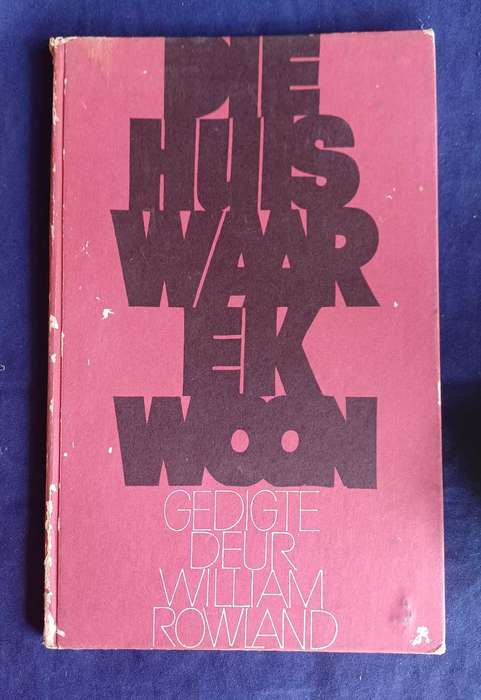 DIE
HUIS
WAAR
EK
WOON
GEDIGTE
DEUR
WILLIAM
ROWLAND